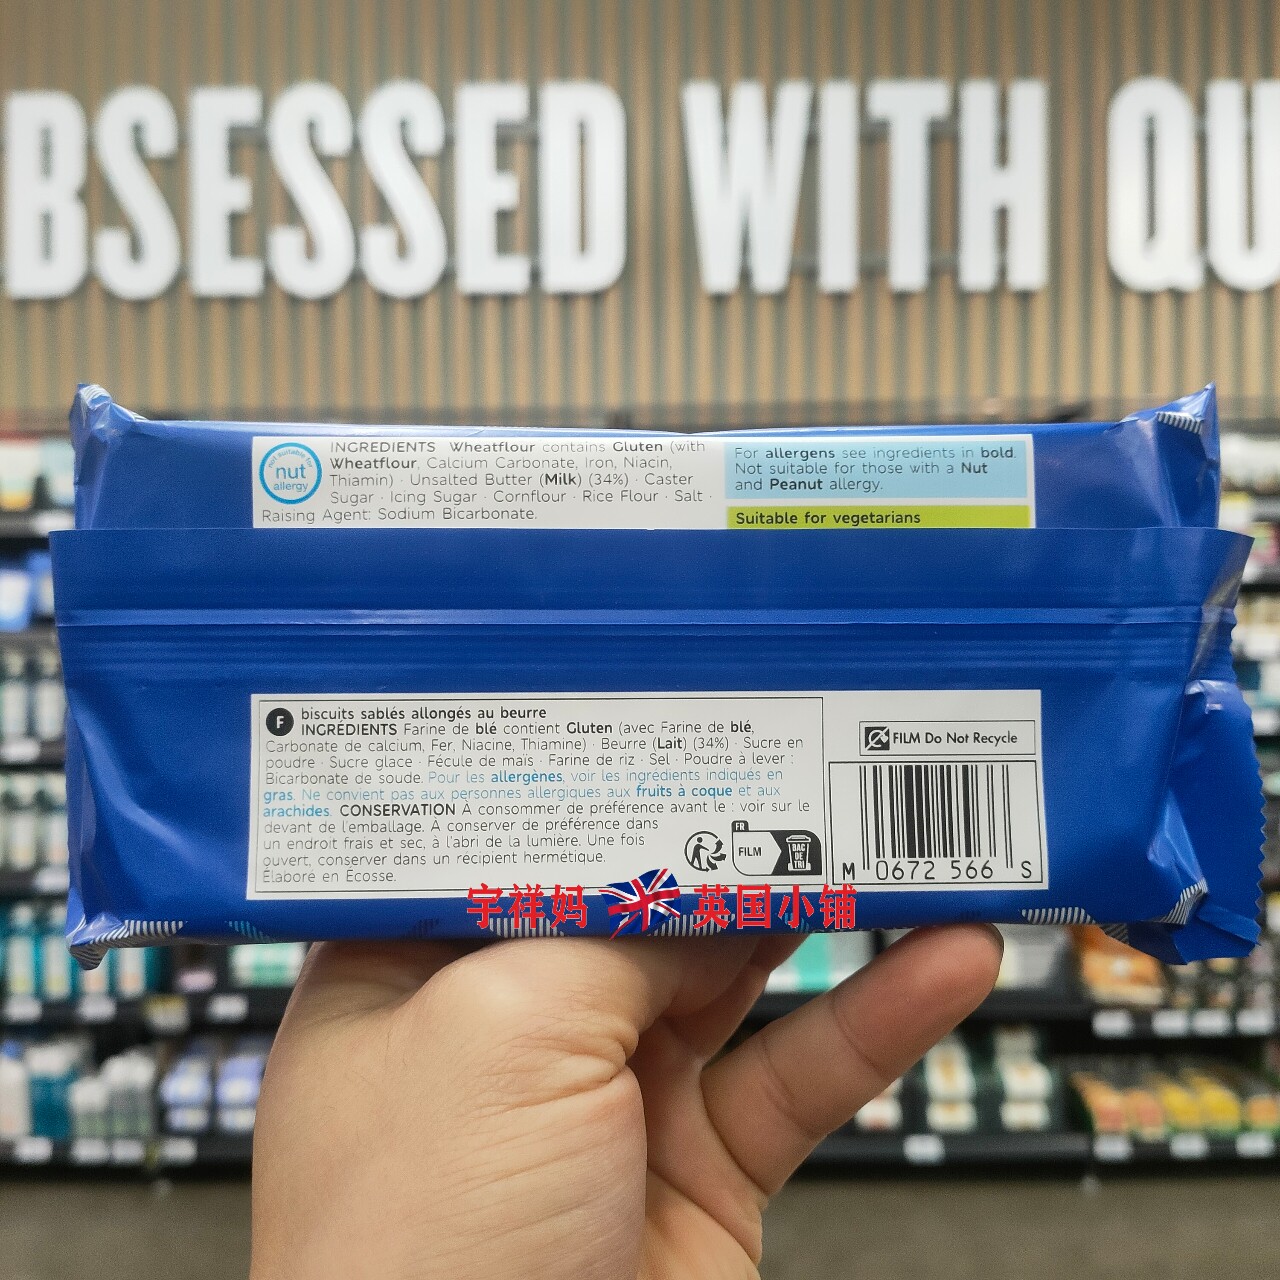 BSESSED WITH QU
not suitable for
nut
allergy
INGREDIENTS Wheatflour contains Gluten (with
Wheatflour, Calcium Carbonate, Iron, Niacin,
Thiamin) · Unsalted Butter (Milk) (34%) · Caster
Sugar · Icing Sugar · Cornflour · Rice Flour · Salt ·
Raising Agent: Sodium Bicarbonate.
For allergens see ingredients in bold.
Not suitable for those with a Nut
and Peanut allergy.
Suitable for vegetarians
F
biscuits sablés allongés au beurre
INGRÉDIENTS Farine de blé contient Gluten (avec Farine de blé,
Carbonate de calcium, Fer, Niacine, Thiamine) · Beurre (Lait) (34%) · Sucre en
poudre · Sucre glace · Fécule de maïs · Farine de riz · Sel · Poudre à lever :
Bicarbonate de soude. Pour les allergènes, voir les ingrédients indiqués en
gras. Ne convient pas aux personnes allergiques aux fruits à coque et aux
arachides. CONSERVATION À consommer de préférence avant le : voir sur le
devant de l'emballage. À conserver de préférence dans
un endroit frais et sec, à l'abri de la lumière. Une fois
ouvert, conserver dans un récipient hermétique.
Élaboré en Écosse.
FR
FILM
BAC
DE
TRI
FILM Do Not Recycle
M 0672 566 S
宇祥妈 英国小铺